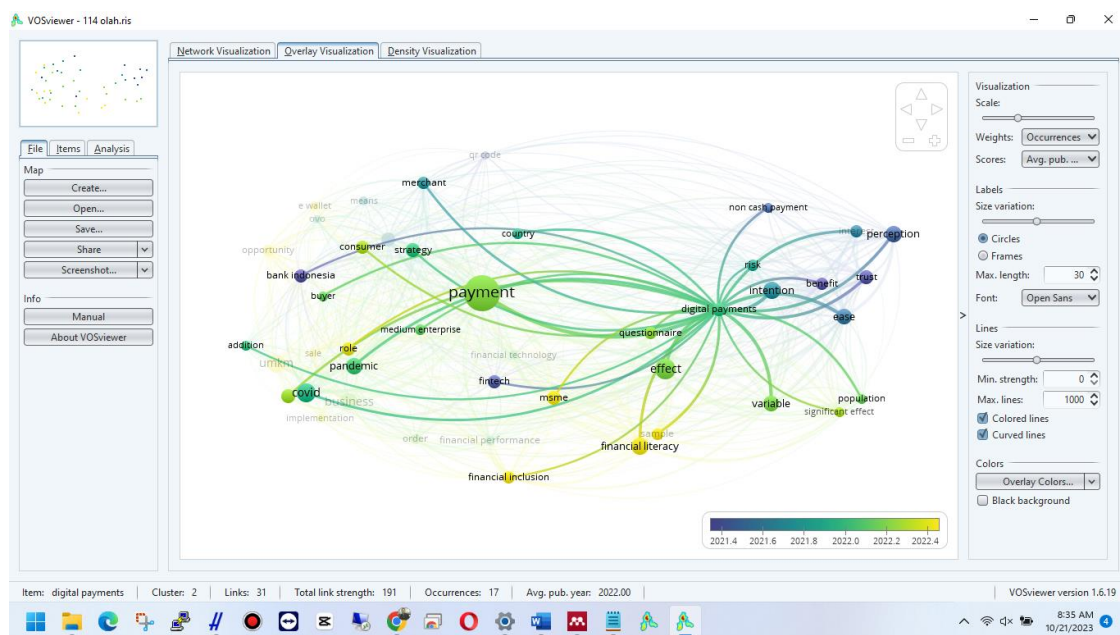 VOSviewer - 114 olah.ris
Network Visualization Overlay Visualization Density Visualization
File Items Analysis
Map
Create...
Open...
Save...
Share
Screenshot...
Info
Manual
About VOSviewer
qr code
merchant
e wallet
means
ovo
non cash payment
country
perception
opportunity
consumer
strategy
risk
bank indonesia
trust
benefit
intention
buyer
payment
digital payments
ease
medium enterprise
questionnaire
addition
role
sale
financial technology
umkm
pandemic
effect
fintech
covid
business
msme
population
variable
significant effect
implementation
order
financial performance
sample
financial literacy
financial inclusion
2021.4 2021.6 2021.8 2022.0 2022.2 2022.4
Visualization
Scale:
Weights: Occurrences
Scores: Avg. pub. ...
Labels
Size variation:
Circles
Frames
Max. length: 30
Font: Open Sans
Lines
Size variation:
Min. strength: 0
Max. lines: 1000
Colored lines
Curved lines
Colors
Overlay Colors...
Black background
Item: digital payments Cluster: 2 Links: 31 Total link strength: 191 Occurrences: 17 Avg. pub. year: 2022.00
VOSviewer version 1.6.19
8:35 AM
10/21/2023
4